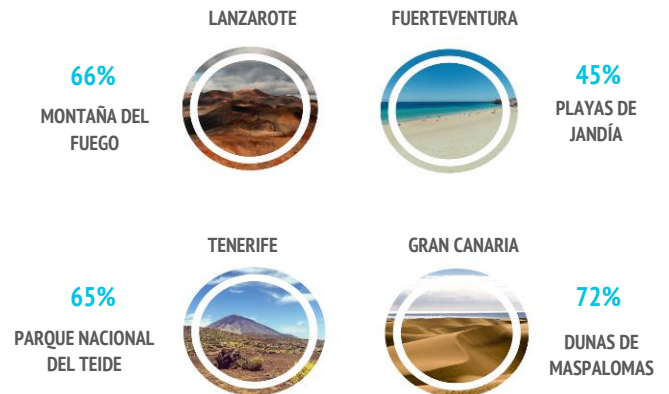 LANZAROTE
66%
MONTAÑA DEL
FUEGO
FUERTEVENTURA
45%
PLAYAS DE
JANDÍA
TENERIFE
65%
PARQUE NACIONAL
DEL TEIDE
GRAN CANARIA
72%
DUNAS DE
MASPALOMAS